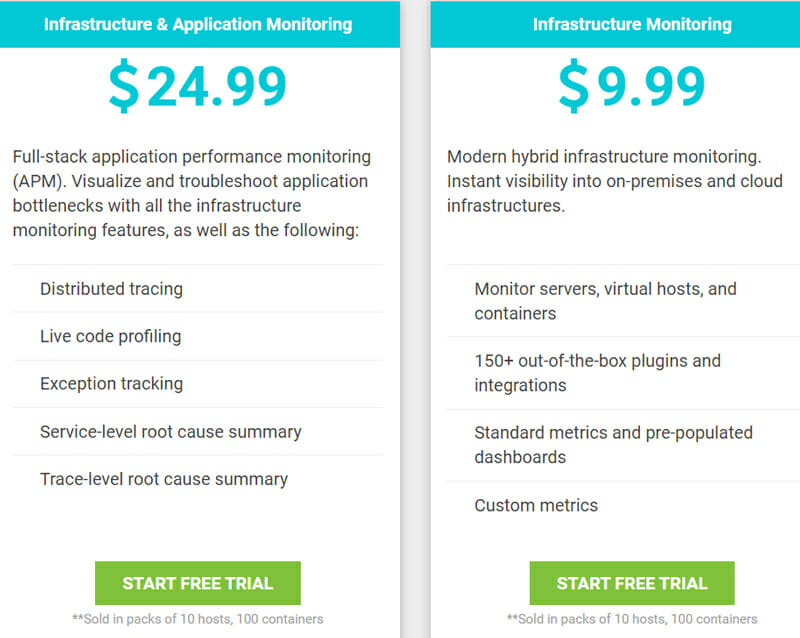 Infrastructure & Application Monitoring
$24.99
Full-stack application performance monitoring
(APM). Visualize and troubleshoot application
bottlenecks with all the infrastructure
monitoring features, as well as the following:
Distributed tracing
Live code profiling
Exception tracking
Service-level root cause summary
Trace-level root cause summary
START FREE TRIAL
**Sold in packs of 10 hosts, 100 containers
Infrastructure Monitoring
$9.99
Modern hybrid infrastructure monitoring.
Instant visibility into on-premises and cloud
infrastructures.
Monitor servers, virtual hosts, and
containers
150+ out-of-the-box plugins and
integrations
Standard metrics and pre-populated
dashboards
Custom metrics
START FREE TRIAL
**Sold in packs of 10 hosts, 100 containers